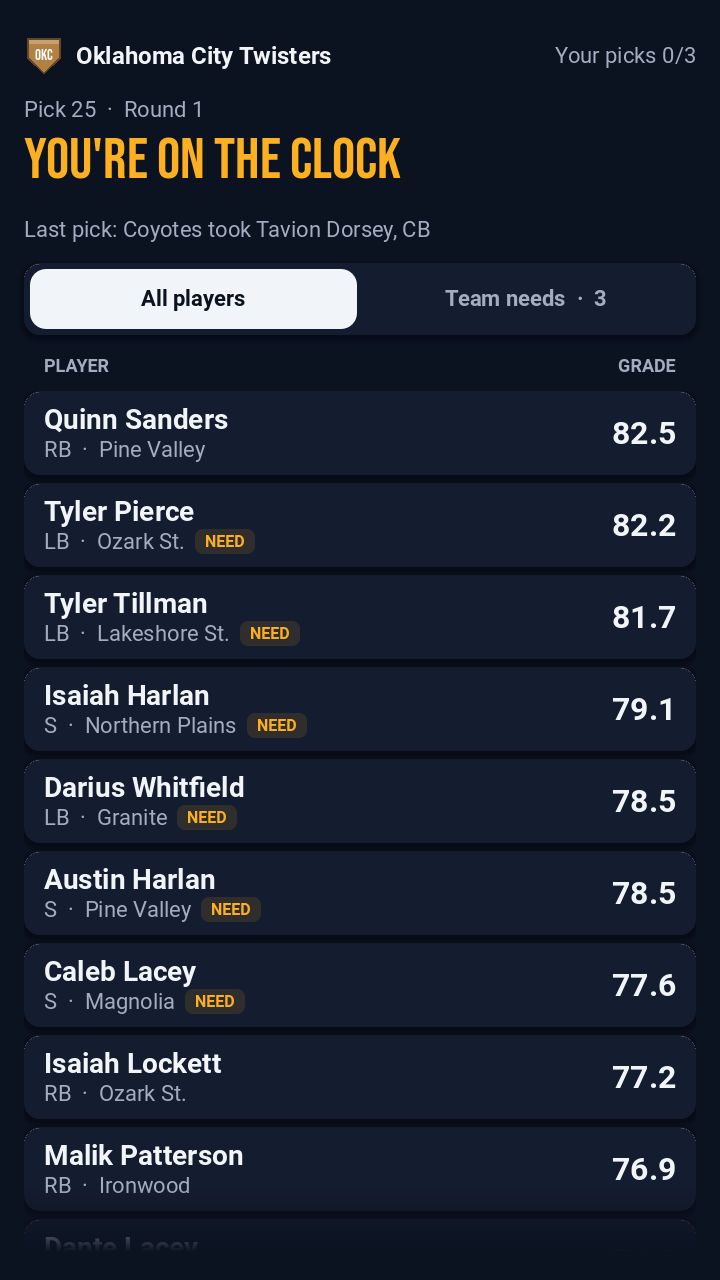 OKC
Oklahoma City Twisters
Your picks 0/3
Pick 25 · Round 1
YOU'RE ON THE CLOCK
Last pick: Coyotes took Tavion Dorsey, CB
All players
Team needs · 3
PLAYER
GRADE
Quinn Sanders
RB · Pine Valley
82.5
Tyler Pierce
LB · Ozark St. NEED
82.2
Tyler Tillman
LB · Lakeshore St. NEED
81.7
Isaiah Harlan
S · Northern Plains NEED
79.1
Darius Whitfield
LB · Granite NEED
78.5
Austin Harlan
S · Pine Valley NEED
78.5
Caleb Lacey
S · Magnolia NEED
77.6
Isaiah Lockett
RB · Ozark St.
77.2
Malik Patterson
RB · Ironwood
76.9
Dante Lacey